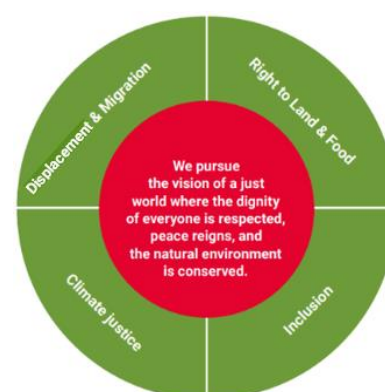 Displacement & Migration
Right to Land & Food
We pursue
the vision of a just
world where the dignity
of everyone is respected,
peace reigns, and
the natural environment
is conserved.
Climate justice
Inclusion